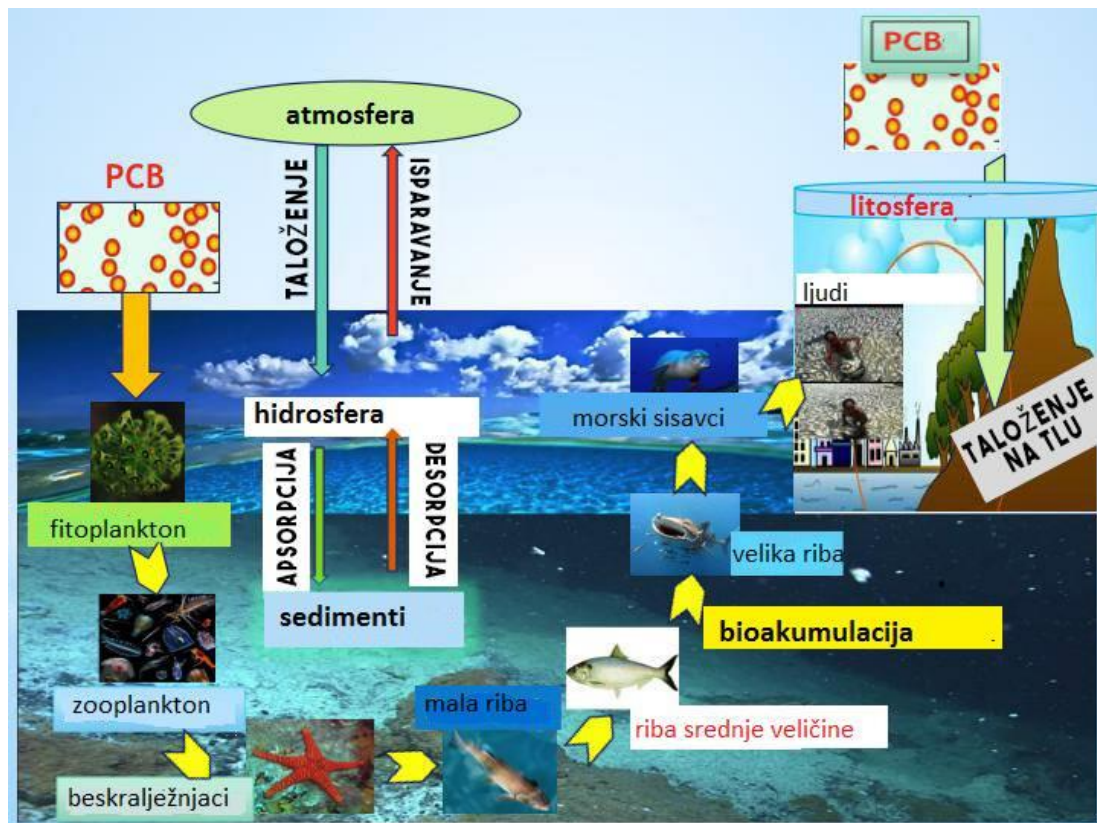 PCB
atmosfera
PCB
TALOŽENJE
ISPARAVANJE
litosfera
ljudi
hidrosfera
morski sisavci
TALOŽENJE
NA TLU
APSORPCIJA
DESORPCIJA
fitoplankton
velika riba
sedimenti
bioakumulacija
zooplankton
mala riba
riba srednje veličine
beskralježnjaci